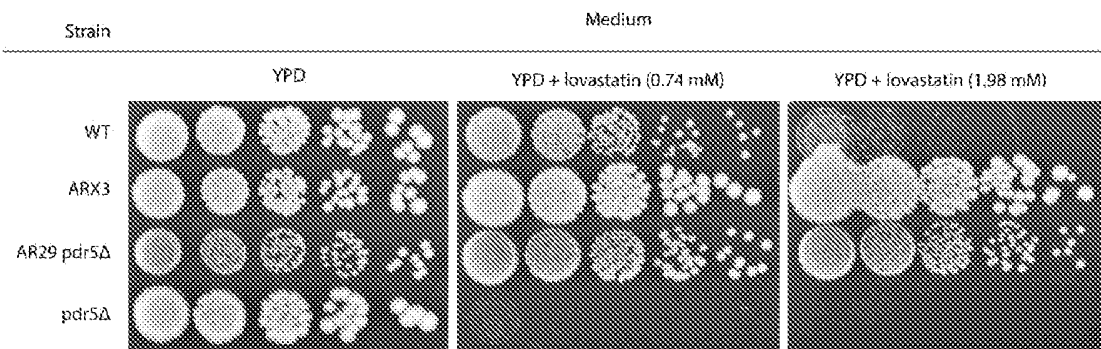 Strain Medium
YPD YPD + lovastatin (0.74 mM) YPD + lovastatin (1.98 mM)
WT
ARX3
AR29 pdr5Δ
pdr5Δ